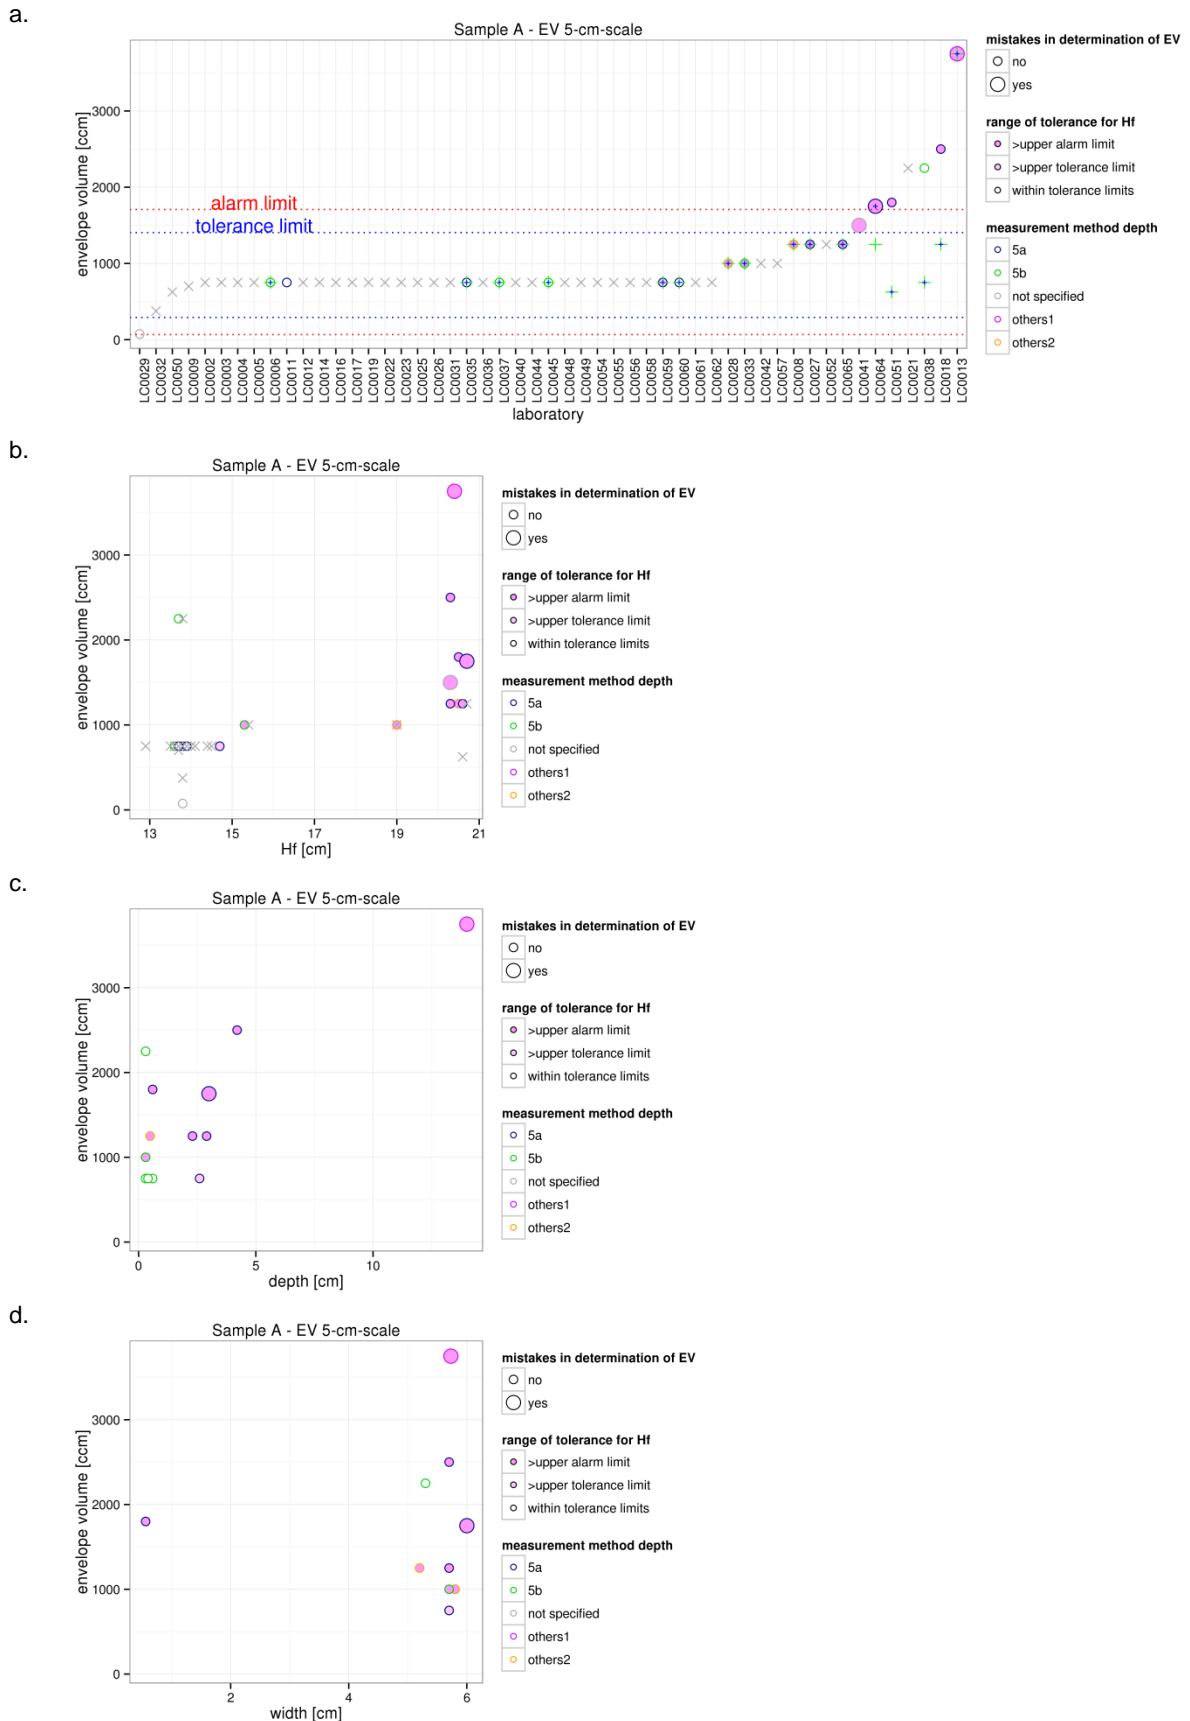 a.
Sample A - EV 5-cm-scale
envelope volume [ccm]
3000
2000
1000
0
alarm limit
tolerance limit
LC0029
LC0032
LC0050
LC0009
LC0002
LC0003
LC0004
LC0005
LC0006
LC0011
LC0012
LC0014
LC0016
LC0017
LC0019
LC0022
LC0023
LC0025
LC0026
LC0031
LC0035
LC0036
LC0037
LC0040
LC0044
LC0045
LC0048
LC0049
LC0054
LC0055
LC0056
LC0058
LC0059
LC0060
LC0061
LC0062
LC0028
LC0033
LC0042
LC0057
LC0008
LC0027
LC0052
LC0065
LC0041
LC0064
LC0051
LC0021
LC0038
LC0018
LC0013
laboratory
mistakes in determination of EV
no
yes
range of tolerance for Hf
>upper alarm limit
>upper tolerance limit
within tolerance limits
measurement method depth
5a
5b
not specified
others1
others2
b.
Sample A - EV 5-cm-scale
envelope volume [ccm]
3000
2000
1000
0
13 15 17 19 21
Hf [cm]
mistakes in determination of EV
no
yes
range of tolerance for Hf
>upper alarm limit
>upper tolerance limit
within tolerance limits
measurement method depth
5a
5b
not specified
others1
others2
c.
Sample A - EV 5-cm-scale
envelope volume [ccm]
3000
2000
1000
0
0 5 10
depth [cm]
mistakes in determination of EV
no
yes
range of tolerance for Hf
>upper alarm limit
>upper tolerance limit
within tolerance limits
measurement method depth
5a
5b
not specified
others1
others2
d.
Sample A - EV 5-cm-scale
envelope volume [ccm]
3000
2000
1000
0
2 4 6
width [cm]
mistakes in determination of EV
no
yes
range of tolerance for Hf
>upper alarm limit
>upper tolerance limit
within tolerance limits
measurement method depth
5a
5b
not specified
others1
others2